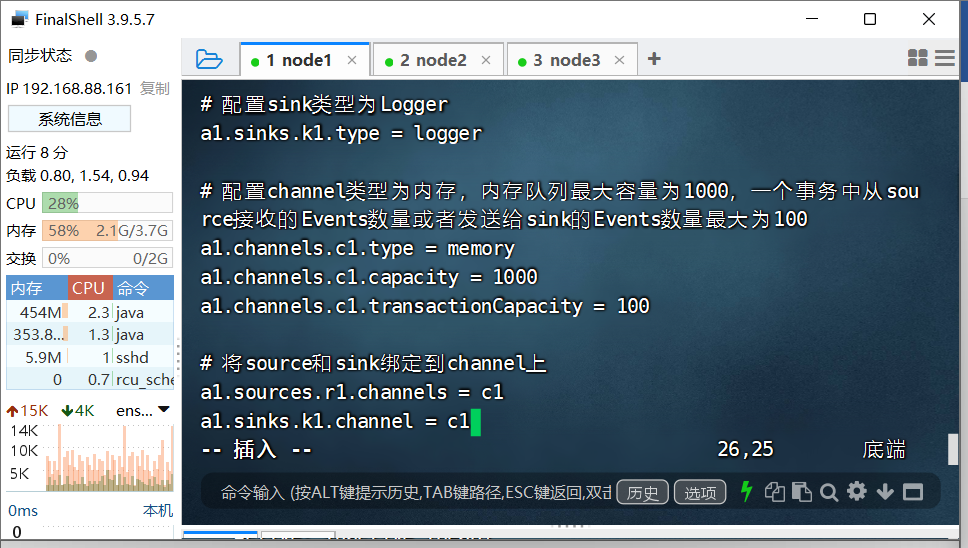 FinalShell 3.9.5.7
同步状态
IP 192.168.88.161 复制
系统信息
运行 8 分
负载 0.80, 1.54, 0.94
CPU 28%
内存 58% 2.1G/3.7G
交换 0% 0/2G
内存 CPU 命令
454M 2.3 java
353.8... 1.3 java
5.9M 1 sshd
0 0.7 rcu_sche
15K 4K ens...
14K
10K
5K
0ms 本机
0
1 node1
2 node2
3 node3
# 配置sink类型为Logger
a1.sinks.k1.type = logger
# 配置channel类型为内存，内存队列最大容量为1000，一个事务中从sou
rce接收的Events数量或者发送给sink的Events数量最大为100
a1.channels.c1.type = memory
a1.channels.c1.capacity = 1000
a1.channels.c1.transactionCapacity = 100
# 将source和sink绑定到channel上
a1.sources.r1.channels = c1
a1.sinks.k1.channel = c1
-- 插入 -- 26,25 底端
命令输入 (按ALT键提示历史,TAB键路径,ESC键返回,双击 历史 选项